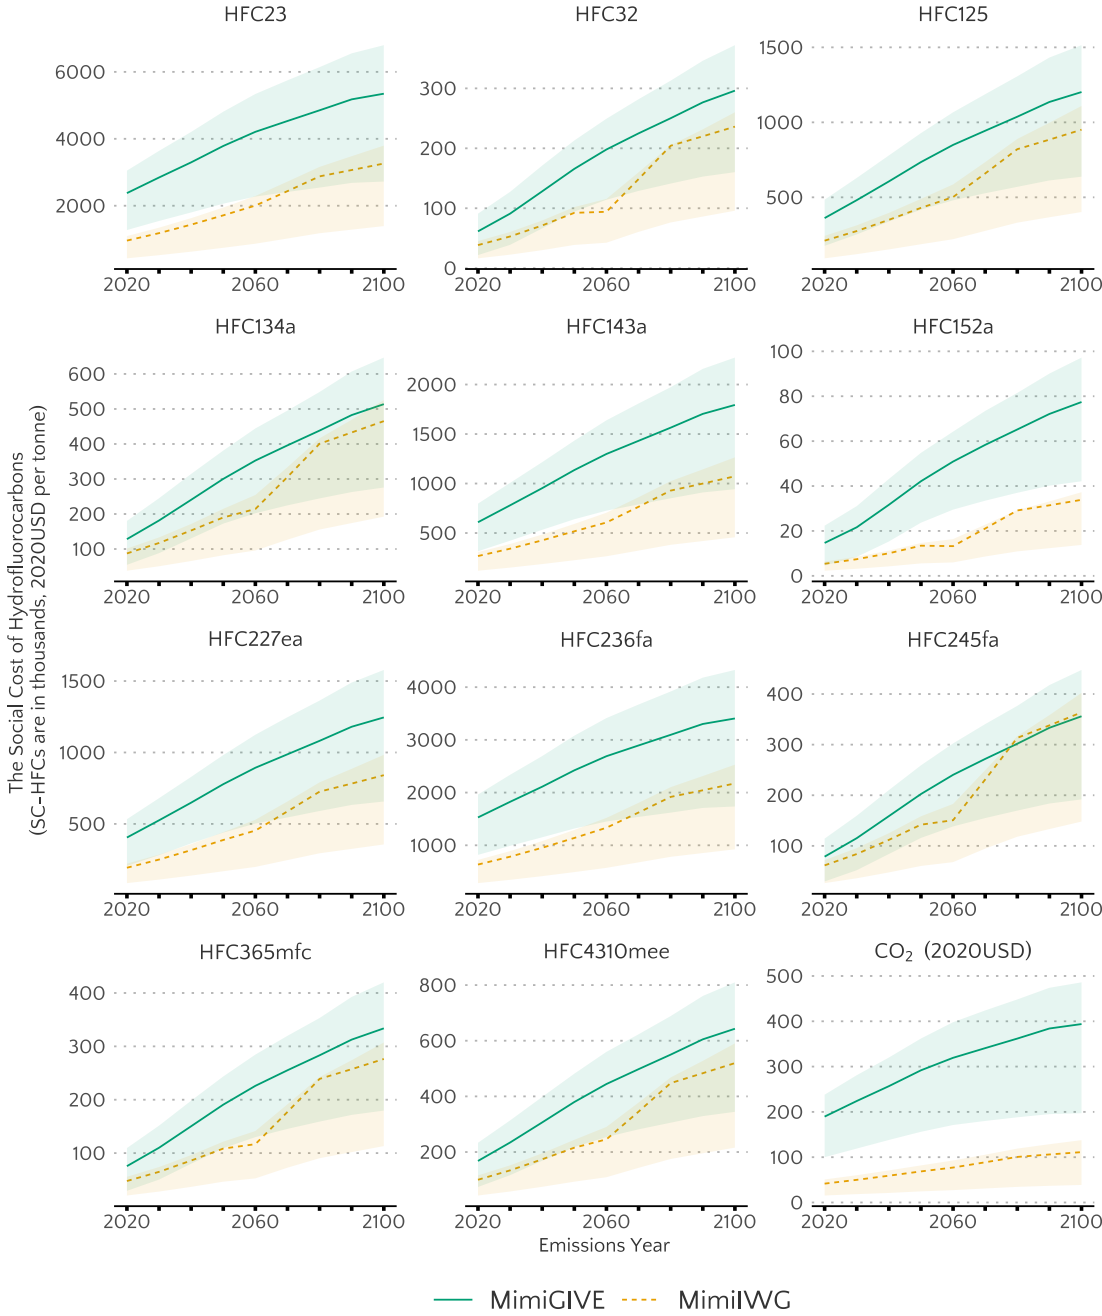 HFC23
HFC32
HFC125
6000
4000
2000
2020 2060 2100
300
200
100
0
2020 2060 2100
1500
1000
500
2020 2060 2100
HFC134a
HFC143a
HFC152a
600
500
400
300
200
100
2020 2060 2100
2000
1500
1000
500
2020 2060 2100
100
80
60
40
20
0
2020 2060 2100
The Social Cost of Hydrofluorocarbons
(SC-HFCs are in thousands, 2020USD per tonne)
HFC227ea
HFC236fa
HFC245fa
1500
1000
500
2020 2060 2100
4000
3000
2000
1000
2020 2060 2100
400
300
200
100
2020 2060 2100
HFC365mfc
HFC4310mee
CO₂ (2020USD)
400
300
200
100
2020 2060 2100
800
600
400
200
2020 2060 2100
500
400
300
200
100
0
2020 2060 2100
Emissions Year
MimiGIVE MimiIWG